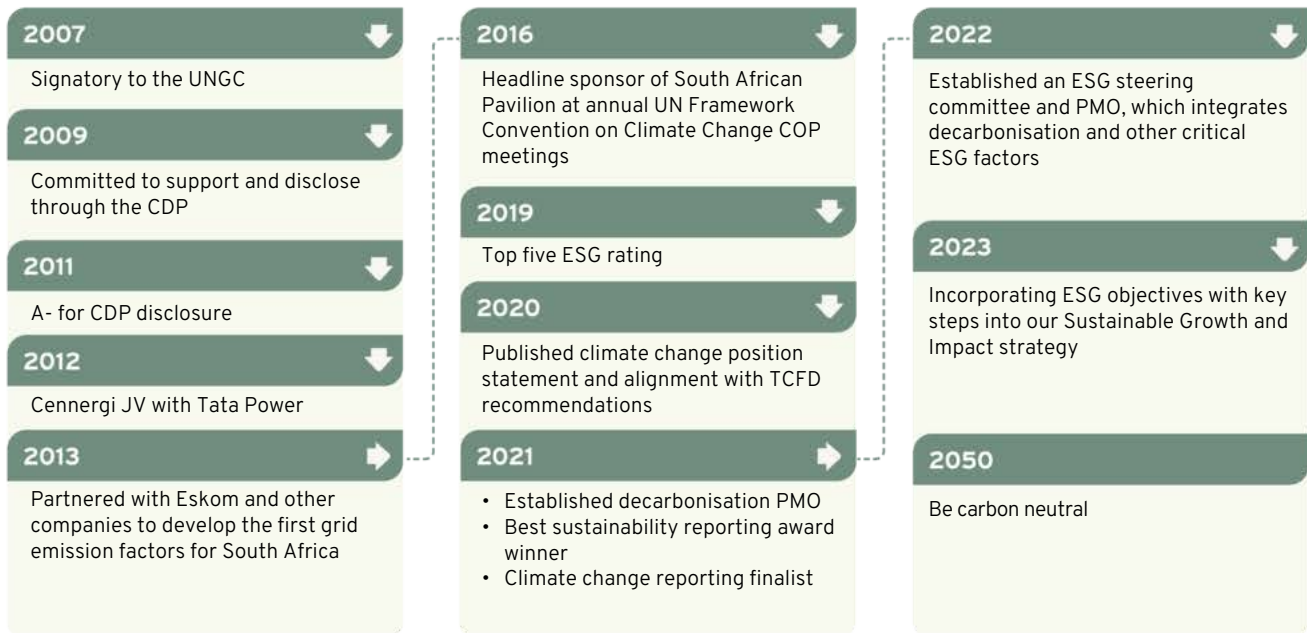 2007
Signatory to the UNGC
2009
Committed to support and disclose
through the CDP
2011
A- for CDP disclosure
2012
Cennergi JV with Tata Power
2013
Partnered with Eskom and other
companies to develop the first grid
emission factors for South Africa
2016
Headline sponsor of South African
Pavilion at annual UN Framework
Convention on Climate Change COP
meetings
2019
Top five ESG rating
2020
Published climate change position
statement and alignment with TCFD
recommendations
2021
• Established decarbonisation PMO
• Best sustainability reporting award
winner
• Climate change reporting finalist
2022
Established an ESG steering
committee and PMO, which integrates
decarbonisation and other critical
ESG factors
2023
Incorporating ESG objectives with key
steps into our Sustainable Growth and
Impact strategy
2050
Be carbon neutral